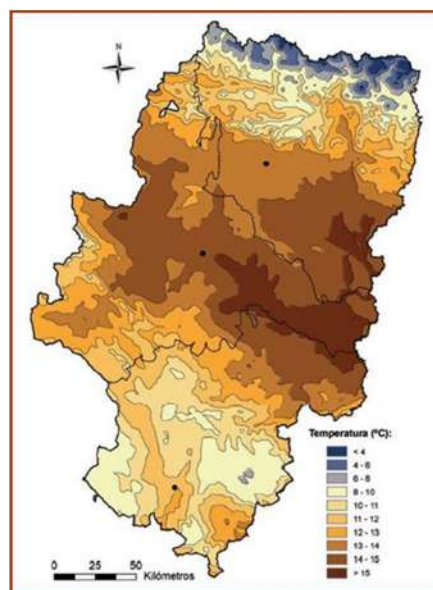 N
Temperatura (ºC):
< 4
4 - 6
6 - 8
8 - 10
10 - 11
11 - 12
12 - 13
13 - 14
14 - 15
> 15
0 25 50
Kilómetros